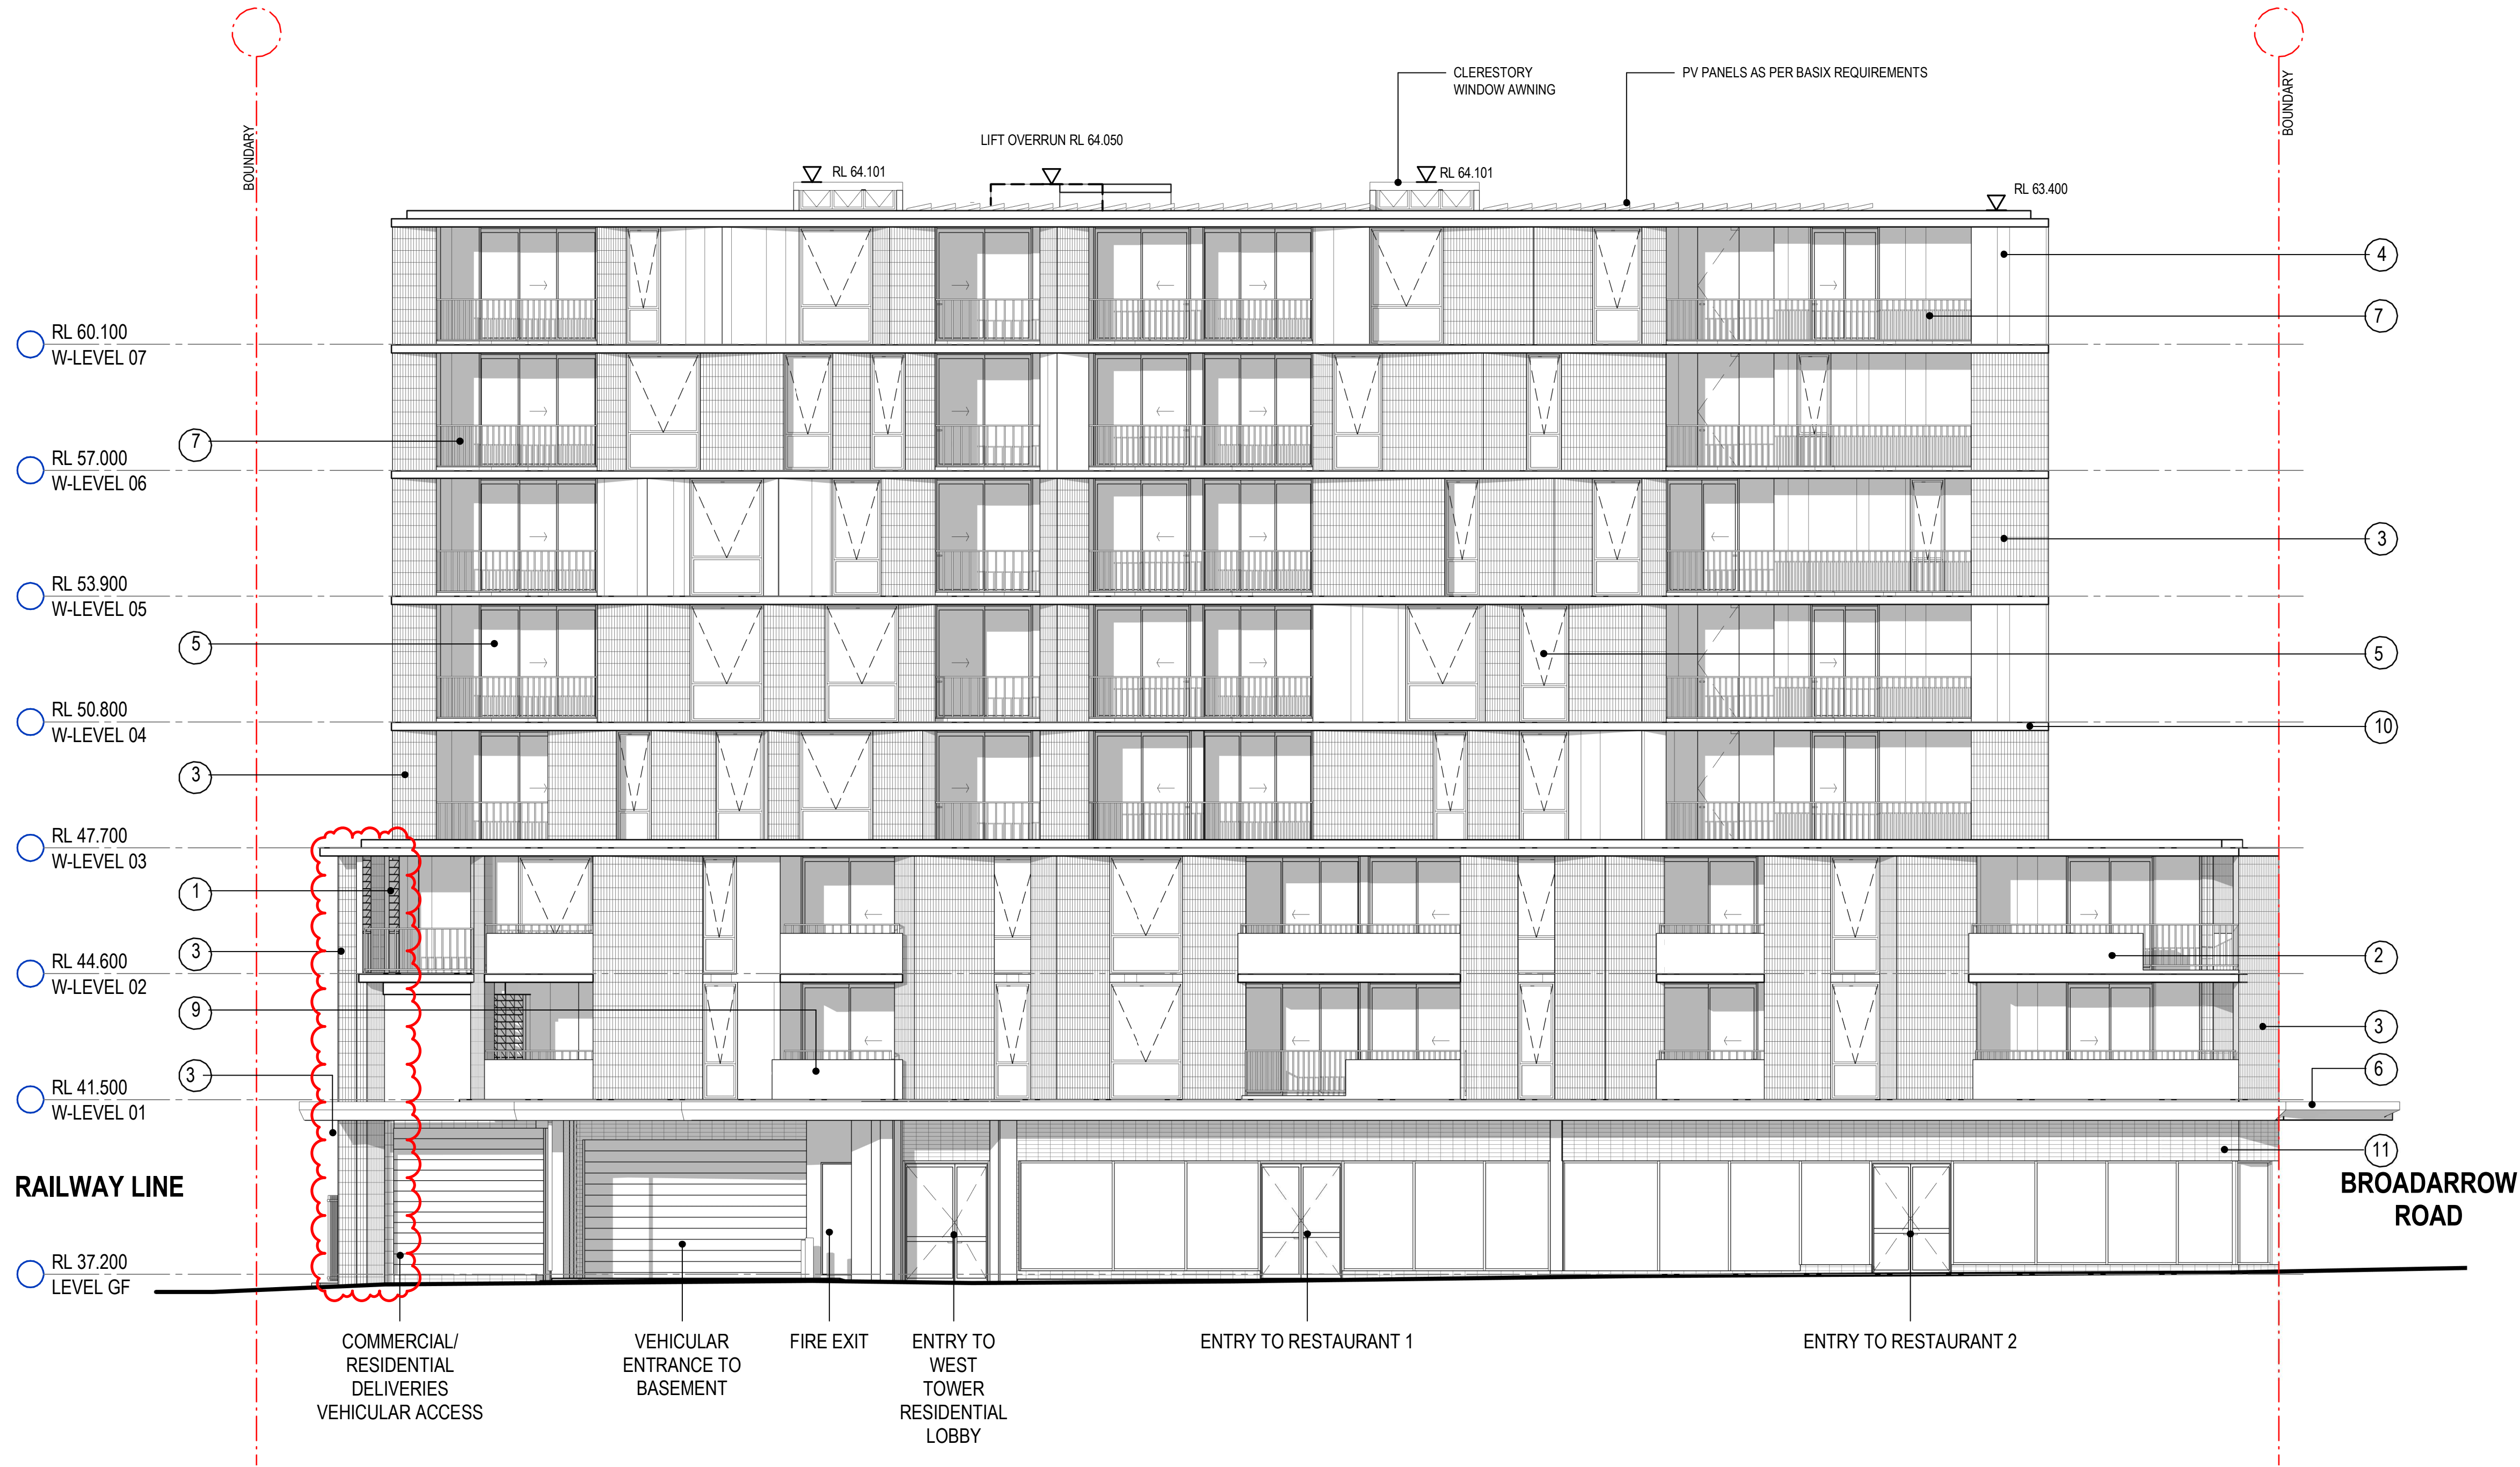 CLERESTORY
WINDOW AWNING
PV PANELS AS PER BASIX REQUIREMENTS
BOUNDARY
BOUNDARY
LIFT OVERRUN RL 64.050
RL 64.101
RL 64.101
RL 63.400
4
7
RL 60.100
W-LEVEL 07
7
RL 57.000
W-LEVEL 06
3
RL 53.900
W-LEVEL 05
5
5
RL 50.800
W-LEVEL 04
10
3
RL 47.700
W-LEVEL 03
1
3
2
RL 44.600
W-LEVEL 02
9
3
3
6
RL 41.500
W-LEVEL 01
11
RAILWAY LINE
BROADARROW
ROAD
RL 37.200
LEVEL GF
COMMERCIAL/
RESIDENTIAL
DELIVERIES
VEHICULAR ACCESS
VEHICULAR
ENTRANCE TO
BASEMENT
FIRE EXIT
ENTRY TO
WEST
TOWER
RESIDENTIAL
LOBBY
ENTRY TO RESTAURANT 1
ENTRY TO RESTAURANT 2